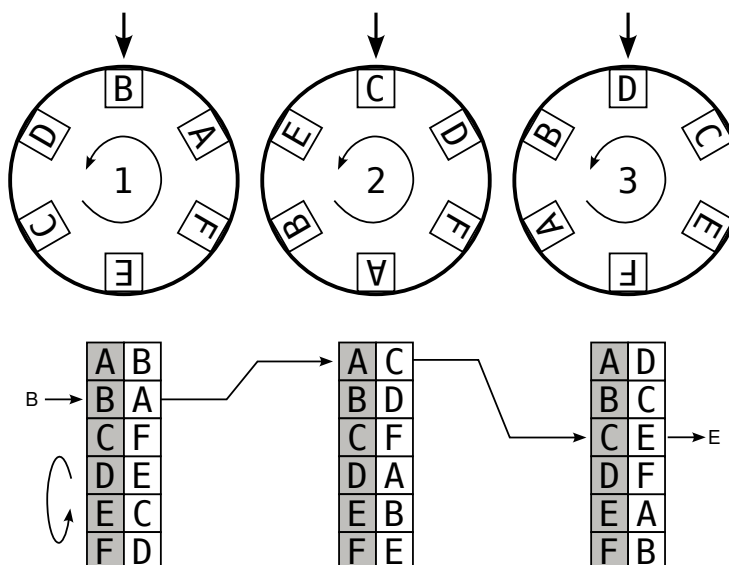 B C D
D A E D B C
1 2 3
C F B F A E
E A F
A B A C A D
B B A B D B C
C F C F C E E
D E D A D F
E C E B E A
F D F E F B